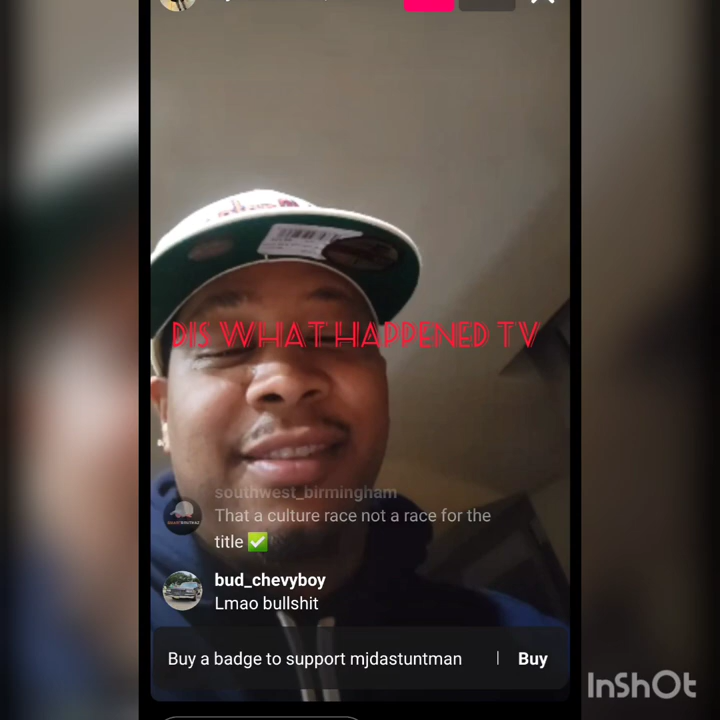 DIS WHAT HAPPENED TV
southwest_birmingham
That a culture race not a race for the
title ✅
bud_chevyboy
Lmao bullshit
Buy a badge to support mjdastuntman | Buy
InShOt